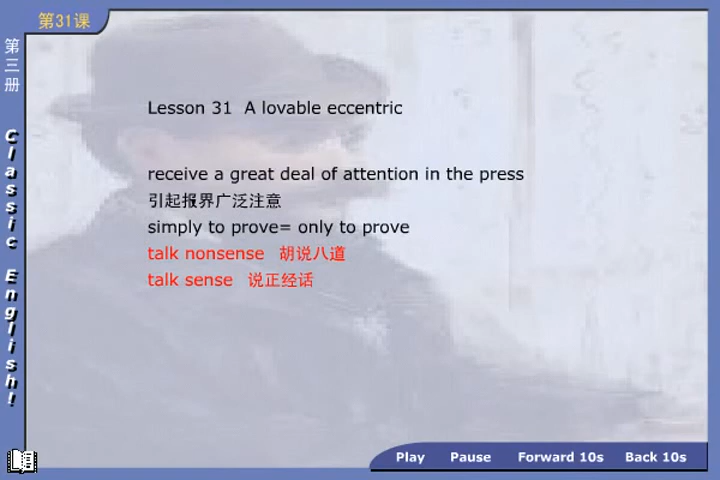 第31课
第三册
Classic English!
Lesson 31 A lovable eccentric
receive a great deal of attention in the press
引起报界广泛注意
simply to prove= only to prove
talk nonsense 胡说八道
talk sense 说正经话
Play Pause Forward 10s Back 10s